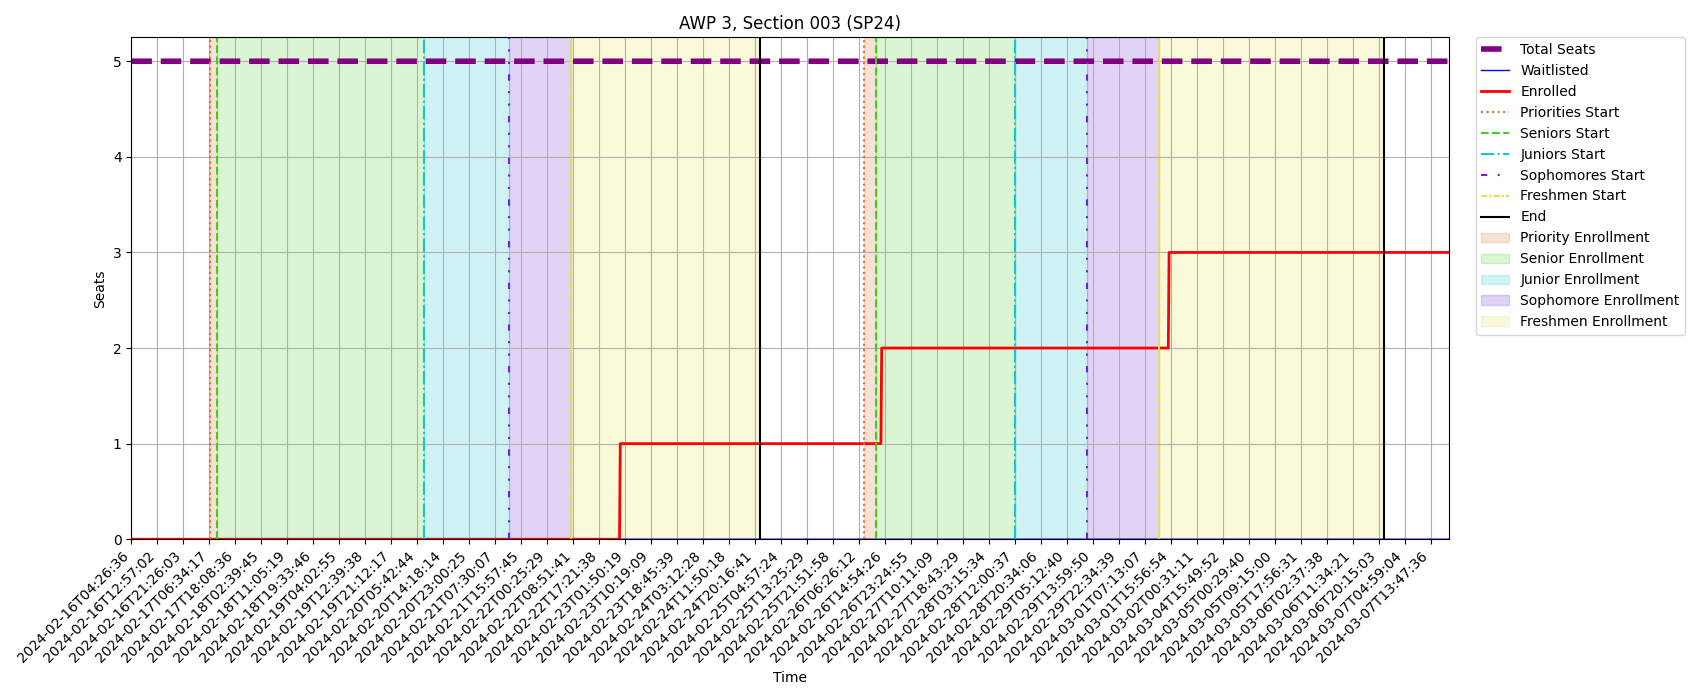 AWP 3, Section 003 (SP24)
Seats
5
4
3
2
1
0
2024-02-16T04:26:36
2024-02-16T12:57:02
2024-02-16T21:26:03
2024-02-17T06:34:17
2024-02-17T18:08:36
2024-02-18T02:39:45
2024-02-18T11:05:19
2024-02-18T19:33:46
2024-02-19T04:02:55
2024-02-19T12:39:38
2024-02-19T21:12:17
2024-02-20T05:42:44
2024-02-20T14:18:14
2024-02-20T23:00:25
2024-02-21T07:30:07
2024-02-21T15:57:45
2024-02-22T00:25:29
2024-02-22T08:51:41
2024-02-22T17:21:38
2024-02-23T01:50:19
2024-02-23T10:19:09
2024-02-23T18:45:39
2024-02-24T03:12:28
2024-02-24T11:50:18
2024-02-24T20:16:41
2024-02-25T04:57:24
2024-02-25T13:25:29
2024-02-25T21:51:58
2024-02-26T06:26:12
2024-02-26T14:54:26
2024-02-26T23:24:55
2024-02-27T10:11:09
2024-02-27T18:43:29
2024-02-28T03:15:34
2024-02-28T12:00:37
2024-02-28T20:34:06
2024-02-29T05:12:40
2024-02-29T13:59:50
2024-02-29T22:34:39
2024-03-01T07:13:07
2024-03-01T15:56:54
2024-03-02T00:31:11
2024-03-04T15:49:52
2024-03-05T00:29:40
2024-03-05T09:15:00
2024-03-05T17:56:31
2024-03-06T02:37:38
2024-03-06T11:34:21
2024-03-06T20:15:03
2024-03-07T04:59:04
2024-03-07T13:47:36
Time
Total Seats
Waitlisted
Enrolled
Priorities Start
Seniors Start
Juniors Start
Sophomores Start
Freshmen Start
End
Priority Enrollment
Senior Enrollment
Junior Enrollment
Sophomore Enrollment
Freshmen Enrollment